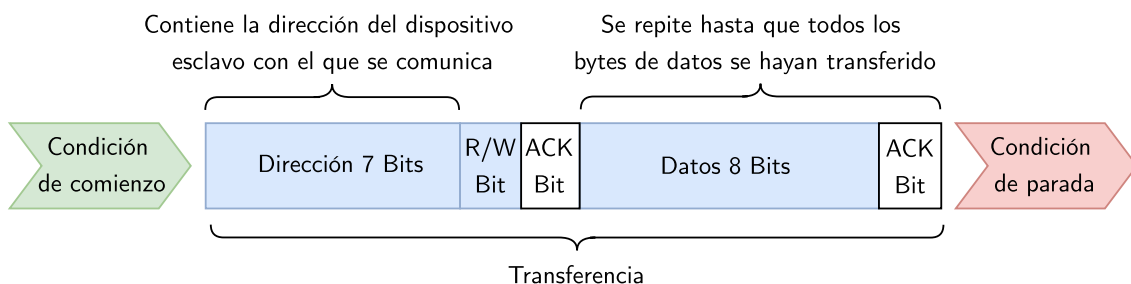 Contiene la dirección del dispositivo
esclavo con el que se comunica
Se repite hasta que todos los
bytes de datos se hayan transferido
Condición
de comienzo
Dirección 7 Bits
R/W
Bit
ACK
Bit
Datos 8 Bits
ACK
Bit
Condición
de parada
Transferencia